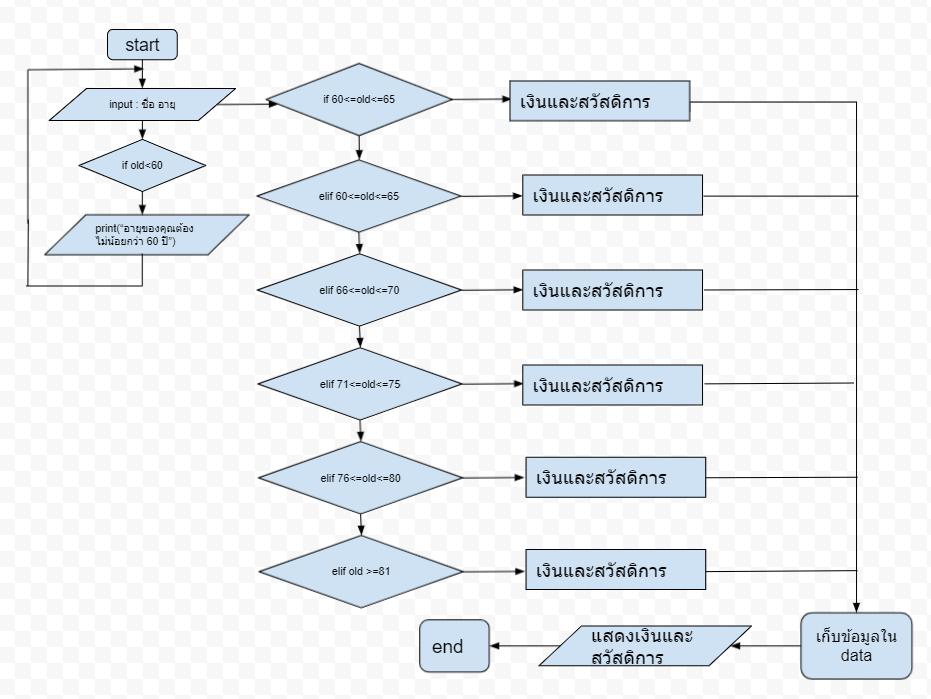 start
input : ชื่อ อายุ
if old<60
print("อายุของคุณต้อง
ไม่น้อยกว่า 60 ปี")
if 60<=old<=65
เงินและสวัสดิการ
elif 60<=old<=65
เงินและสวัสดิการ
elif 66<=old<=70
เงินและสวัสดิการ
elif 71<=old<=75
เงินและสวัสดิการ
elif 76<=old<=80
เงินและสวัสดิการ
elif old >=81
เงินและสวัสดิการ
เก็บข้อมูลใน
data
แสดงเงินและ
สวัสดิการ
end